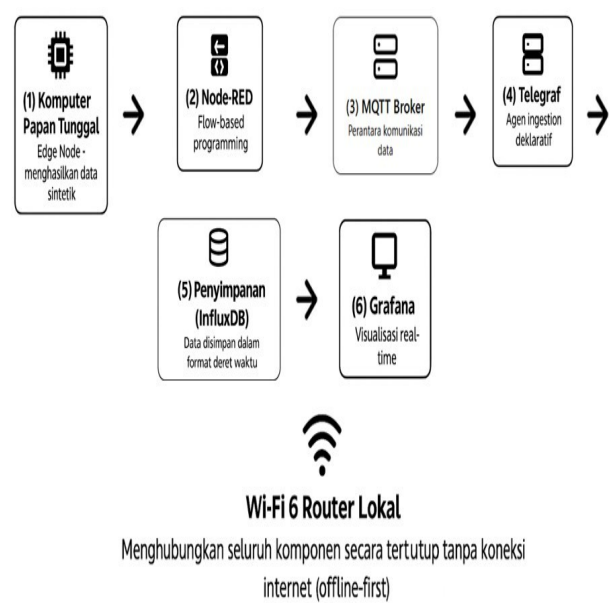 (1) Komputer
Papan Tunggal
Edge Node -
menghasilkan data
sintetik
(2) Node-RED
Flow-based
programming
(3) MQTT Broker
Perantara komunikasi
data
(4) Telegraf
Agen ingestion
deklaratif
(5) Penyimpanan
(InfluxDB)
Data disimpan dalam
format deret waktu
(6) Grafana
Visualisasi real-
time
Wi-Fi 6 Router Lokal
Menghubungkan seluruh komponen secara tertutup tanpa koneksi
internet (offline-first)